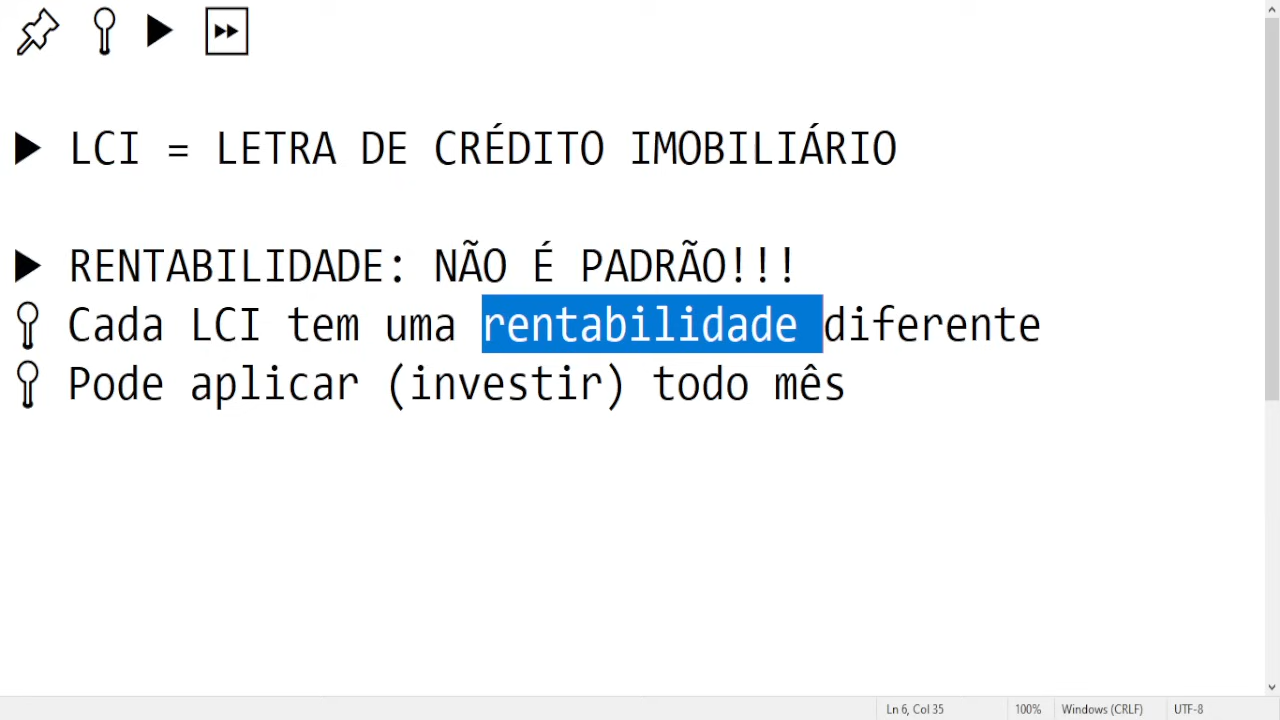 ▶ LCI = LETRA DE CRÉDITO IMOBILIÁRIO
▶ RENTABILIDADE: NÃO É PADRÃO!!!
Cada LCI tem uma rentabilidade diferente
Pode aplicar (investir) todo mês
Ln 6, Col 35 100% Windows (CRLF) UTF-8